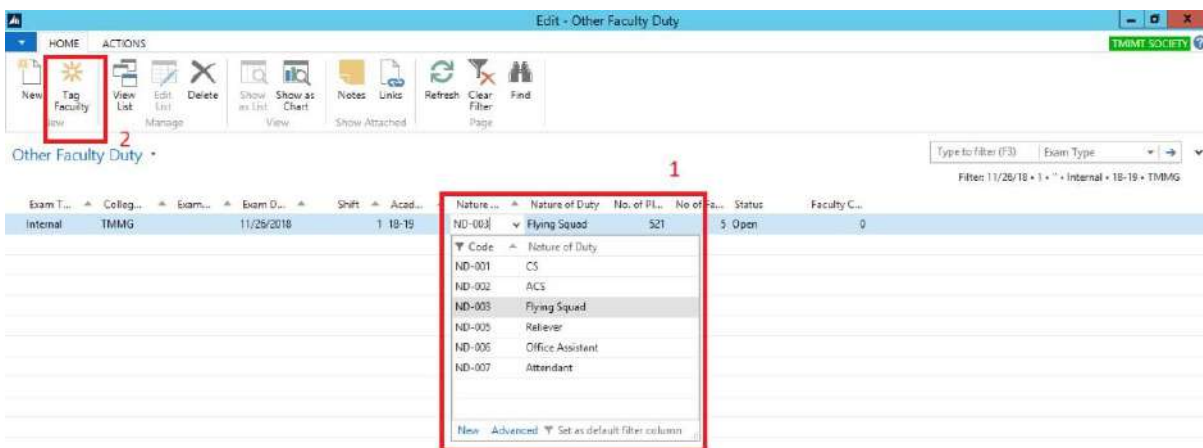 Edit - Other Faculty Duty
HOME ACTIONS
TMIMT SOCIETY
New Tag Faculty View List Edit List Delete Show as List Show as Chart Notes Links Refresh Clear Filter Find
New Manage View Show Attached Page
2
Other Faculty Duty
Type to filter (F3) Exam Type
1
Filter: 11/26/18 • 1 • '' • Internal • 18-19 • TMMG
Exam T... Colleg... Exam... Exam D... Shift Acad... Nature ... Nature of Duty No. of Pl... No of Fa... Status Faculty C...
Internal TMMG 11/26/2018 1 18-19 ND-003 Flying Squad 521 5 Open 0
Code Nature of Duty
ND-001 CS
ND-002 ACS
ND-003 Flying Squad
ND-005 Reliever
ND-006 Office Assistant
ND-007 Attendant
New Advanced Set as default filter column